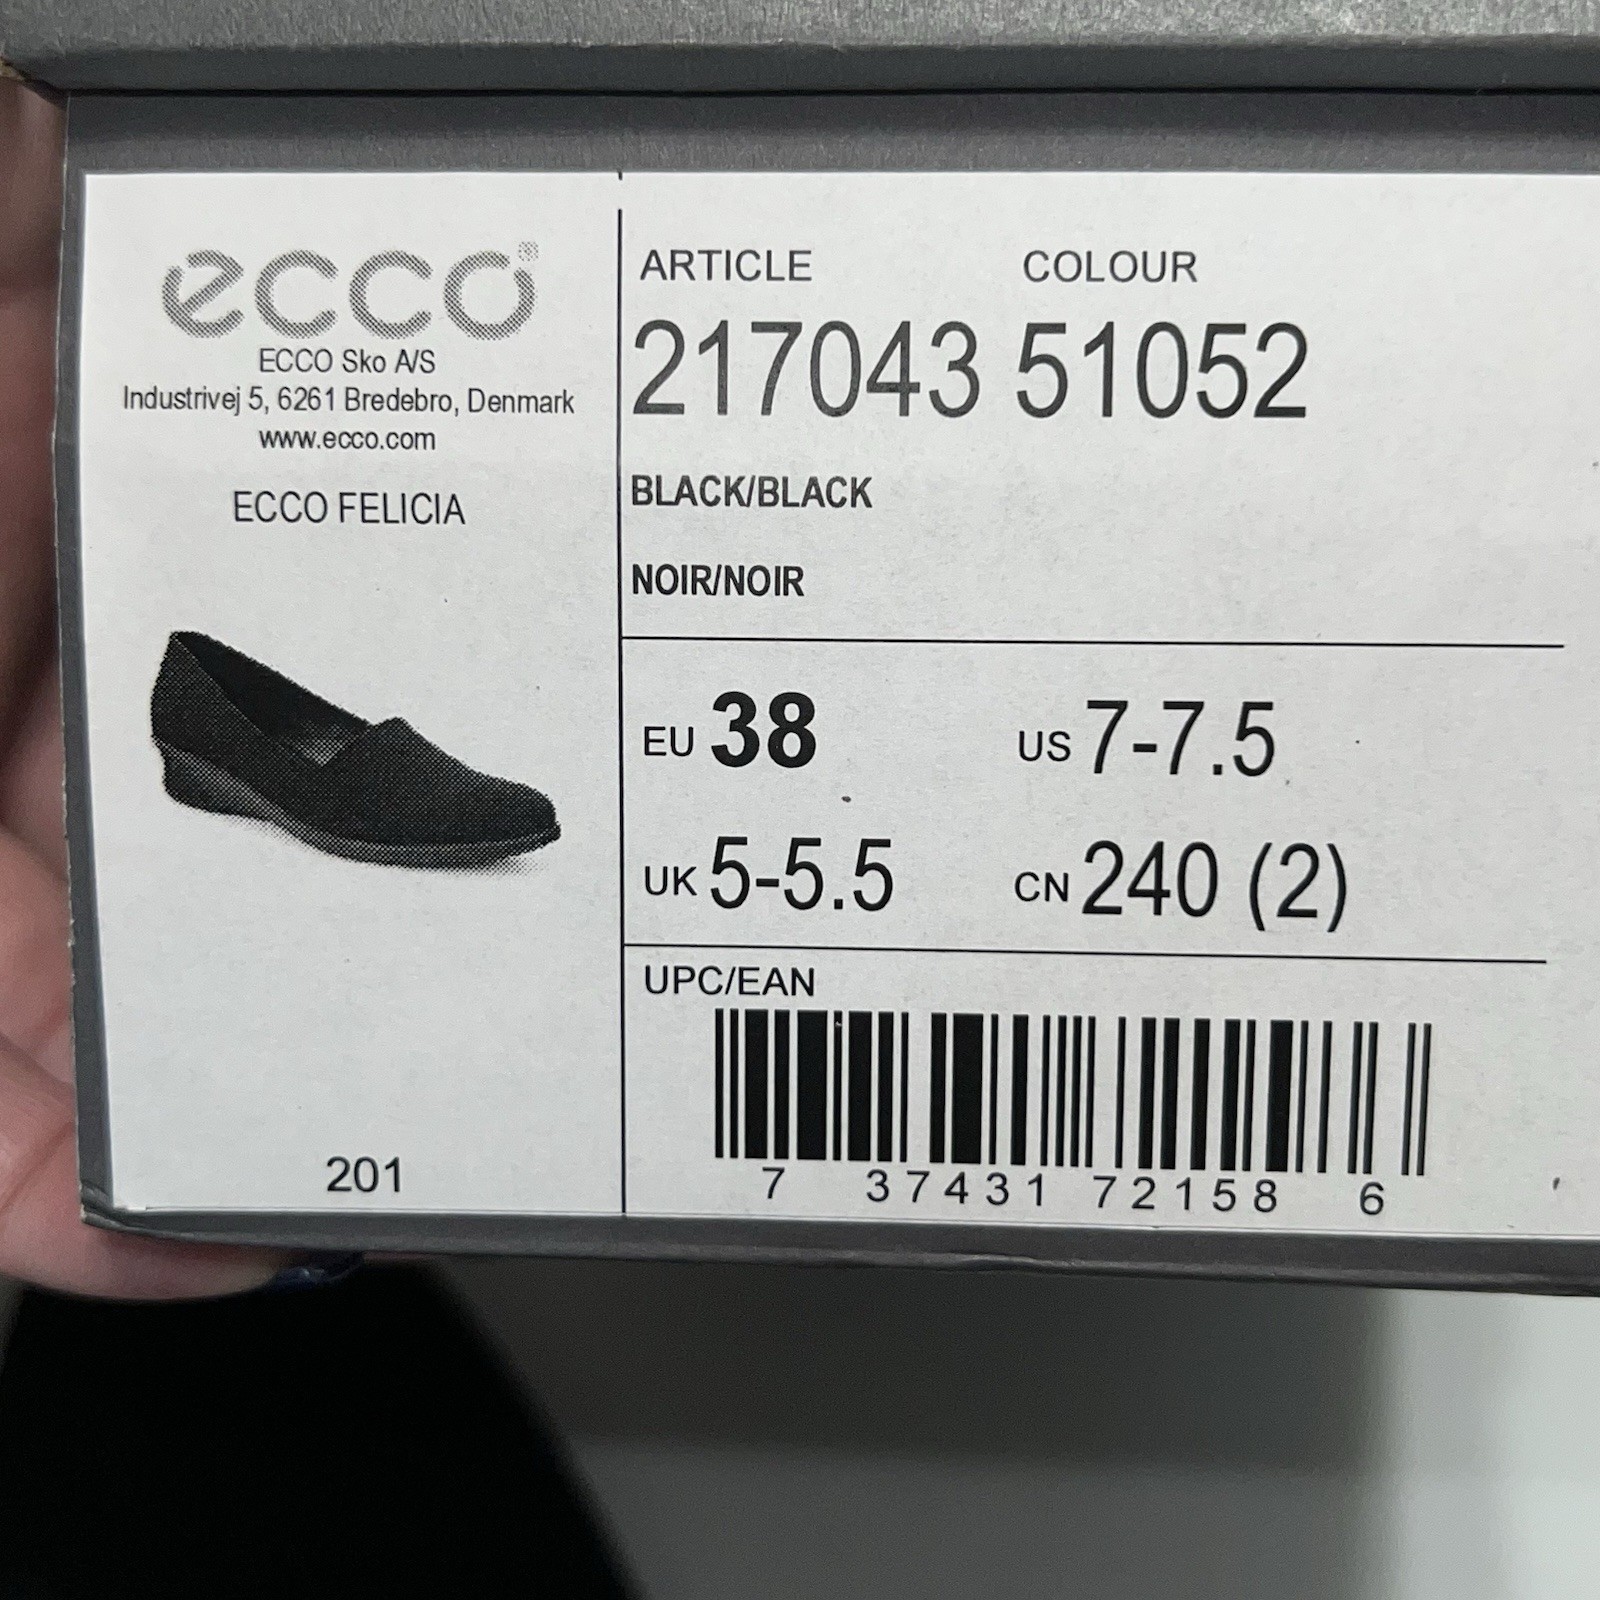 ecco®
ECCO Sko A/S
Industrivej 5, 6261 Bredebro, Denmark
www.ecco.com
ECCO FELICIA
201
ARTICLE COLOUR
217043 51052
BLACK/BLACK
NOIR/NOIR
EU 38 US 7-7.5
UK 5-5.5 CN 240 (2)
UPC/EAN
7 37431 72158 6